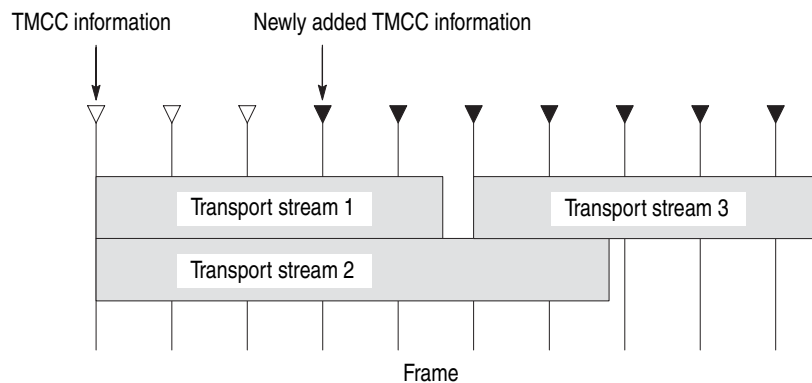 TMCC information
Newly added TMCC information
Transport stream 1
Transport stream 3
Transport stream 2
Frame